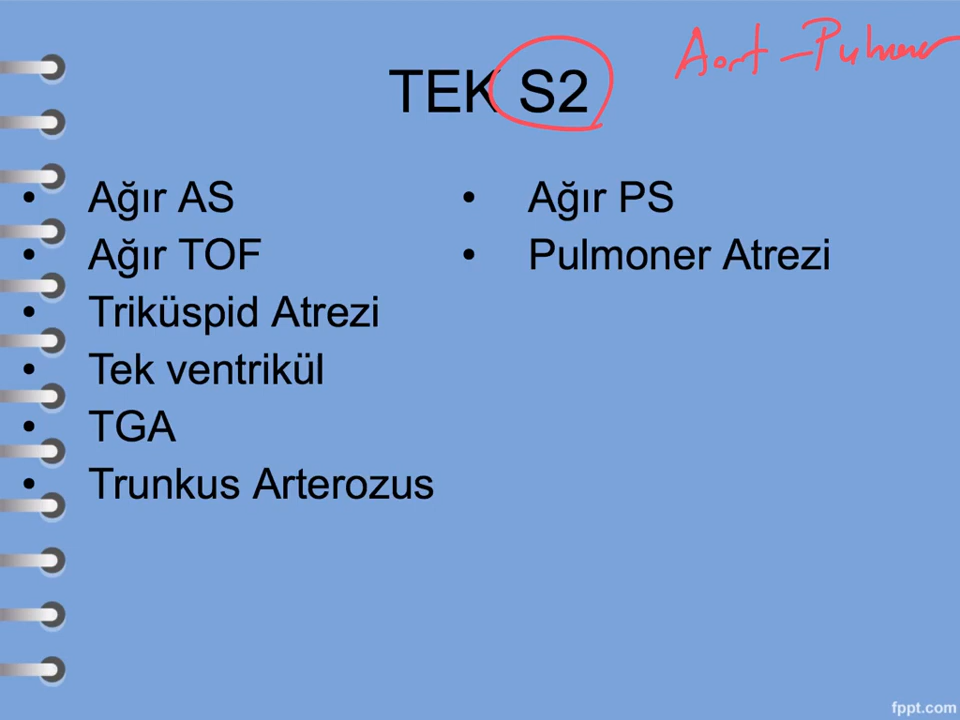 Aort - Pulmoner
TEK S2
Ağır AS
Ağır TOF
Triküspid Atrezi
Tek ventrikül
TGA
Trunkus Arterozus
Ağır PS
Pulmoner Atrezi
fppt.com